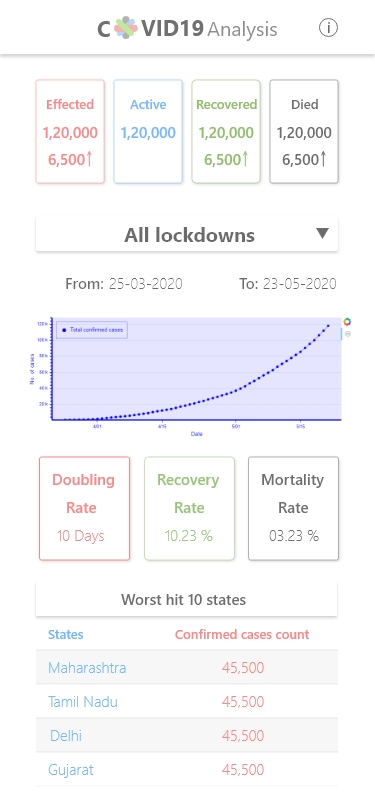 C VID19 Analysis
Effected Active Recovered Died
1,20,000 1,20,000 1,20,000 1,20,000
6,500↑ 6,500↑ 6,500↑
All lockdowns ▼
From: 25-03-2020 To: 23-05-2020
120k
Total confirmed cases
100k
80k
No. of cases
60k
40k
20k
4/01 4/15 5/01 5/15
Date
Doubling Recovery Mortality
Rate Rate Rate
10 Days 10.23 % 03.23 %
Worst hit 10 states
States Confirmed cases count
Maharashtra 45,500
Tamil Nadu 45,500
Delhi 45,500
Gujarat 45,500